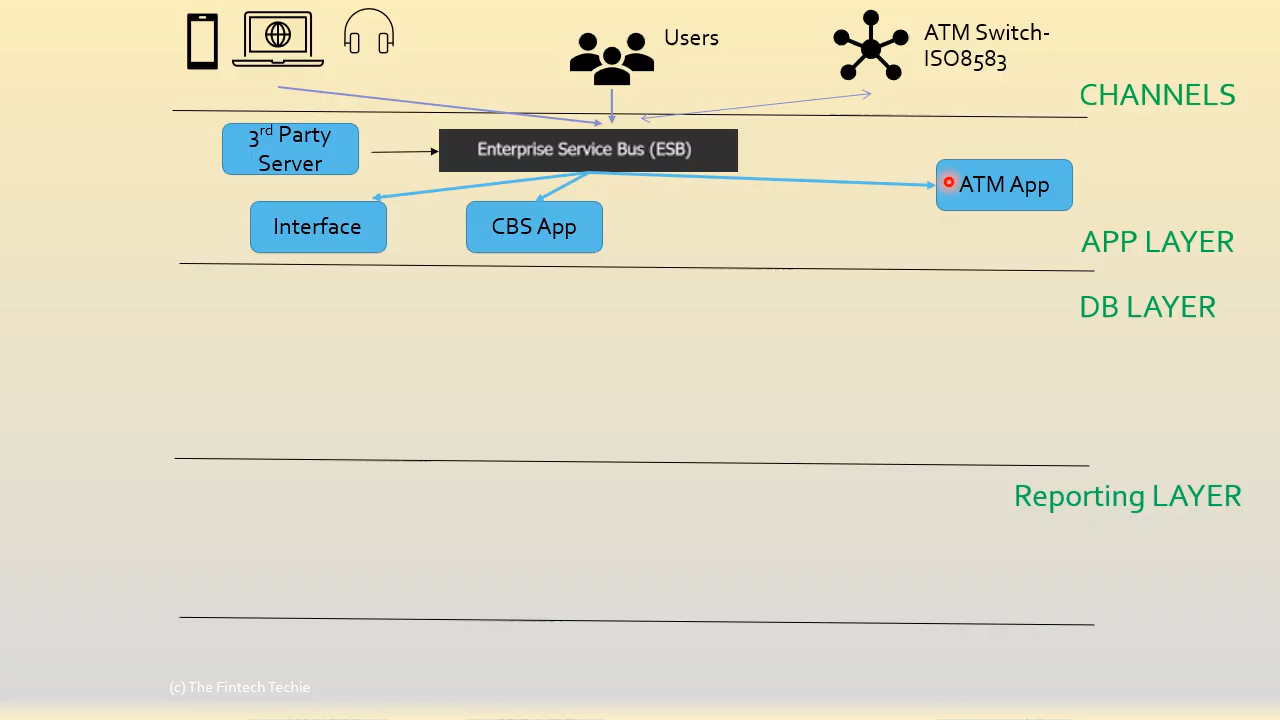 Users
ATM Switch-
ISO8583
CHANNELS
3rd Party
Server
Enterprise Service Bus (ESB)
ATM App
Interface
CBS App
APP LAYER
DB LAYER
Reporting LAYER
(c) The Fintech Techie